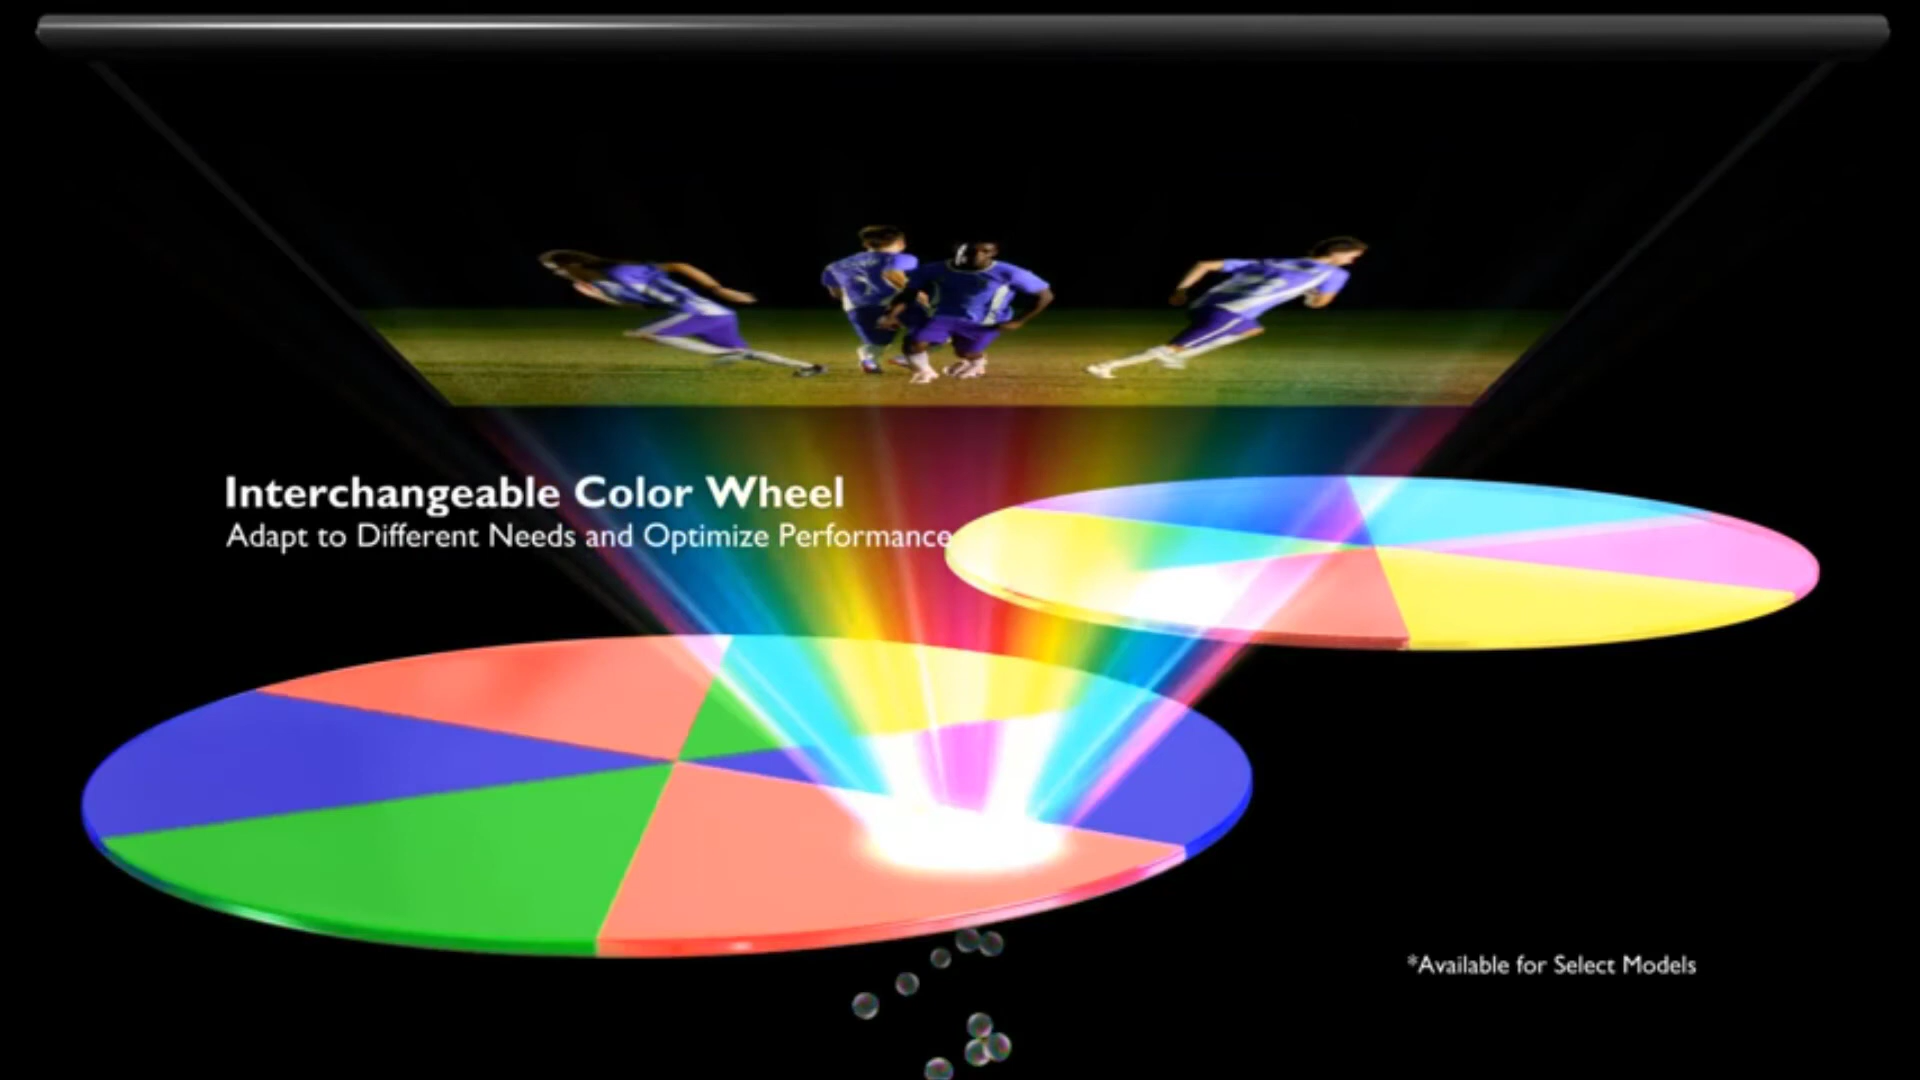 Interchangeable Color Wheel
Adapt to Different Needs and Optimize Performance
*Available for Select Models